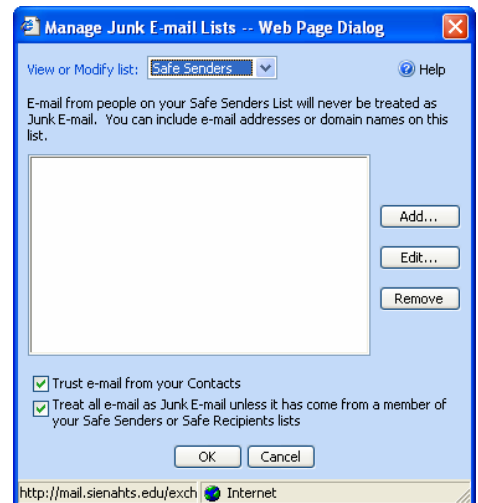 Manage Junk E-mail Lists -- Web Page Dialog
View or Modify list: Safe Senders Help
E-mail from people on your Safe Senders List will never be treated as
Junk E-mail. You can include e-mail addresses or domain names on this
list.
Add...
Edit...
Remove
Trust e-mail from your Contacts
Treat all e-mail as Junk E-mail unless it has come from a member of
your Safe Senders or Safe Recipients lists
OK Cancel
http://mail.sienahts.edu/exch Internet